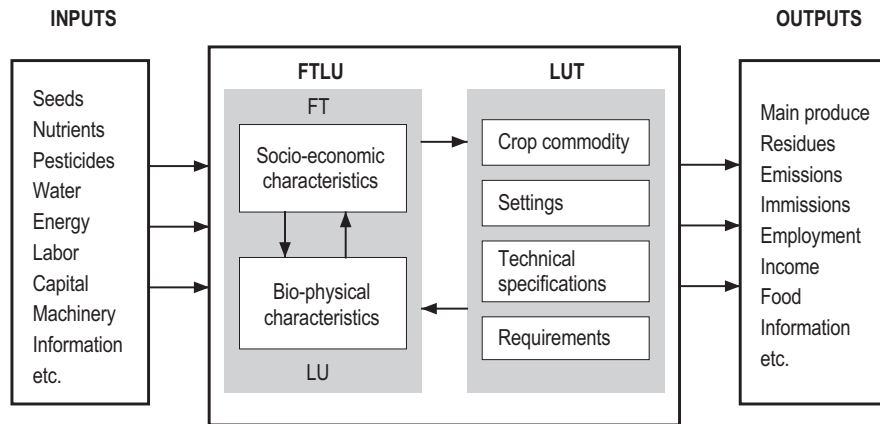 INPUTS
Seeds
Nutrients
Pesticides
Water
Energy
Labor
Capital
Machinery
Information
etc.
FTLU
FT
Socio-economic
characteristics
Bio-physical
characteristics
LU
LUT
Crop commodity
Settings
Technical
specifications
Requirements
OUTPUTS
Main produce
Residues
Emissions
Immissions
Employment
Income
Food
Information
etc.